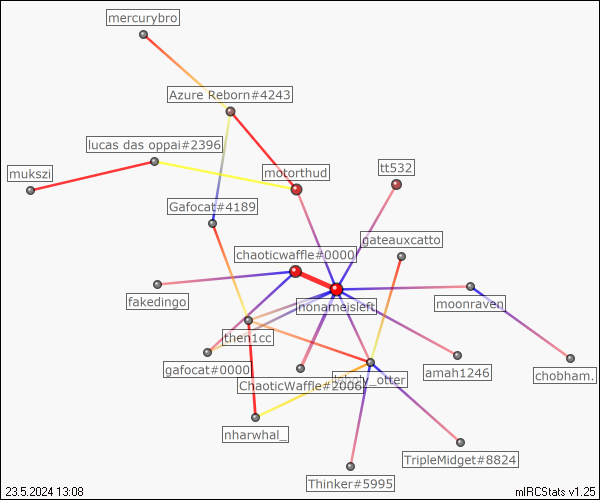 mercurybro
Azure Reborn#4243
lucas das oppai#2396
mukszi
motorthud
tt532
Gafocat#4189
gateauxcatto
chaoticwaffle#0000
fakedingo
nonameisleft
moonraven
then1cc
gafocat#0000
ChaoticWaffle#2006
amah1246
chobham.
nharwhal_
TripleMidget#8824
Thinker#5995
23.5.2024 13:08
mIRCStats v1.25